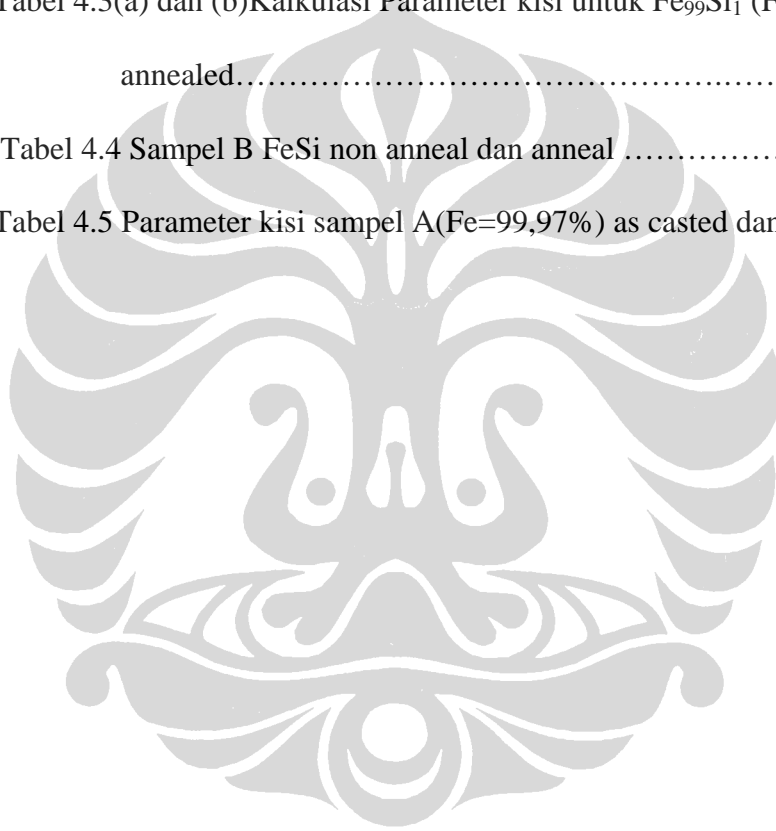 Tabel 4.3(a) dan (b)Kalkulasi Parameter kisi untuk Fe₉₉Si₁ (F
annealed……………………………………….……
Tabel 4.4 Sampel B FeSi non anneal dan anneal ………………
Tabel 4.5 Parameter kisi sampel A(Fe=99,97%) as casted dan